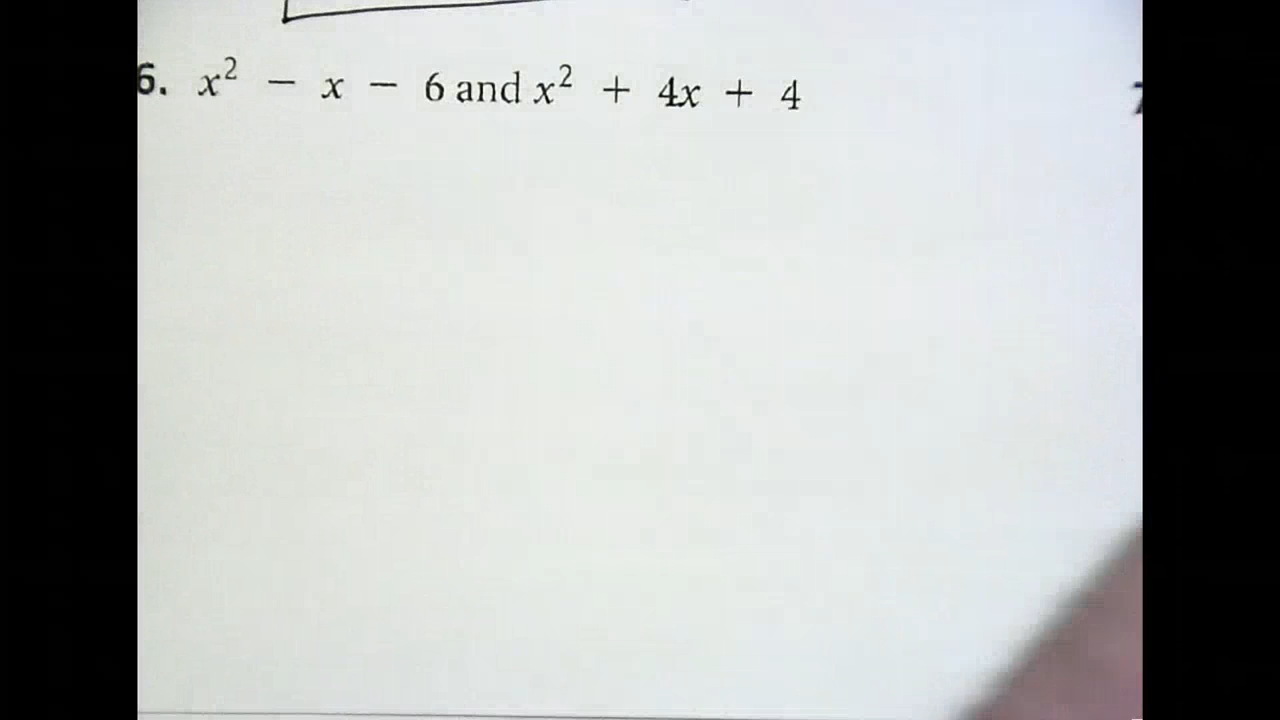 6. x² − x − 6 and x² + 4x + 4